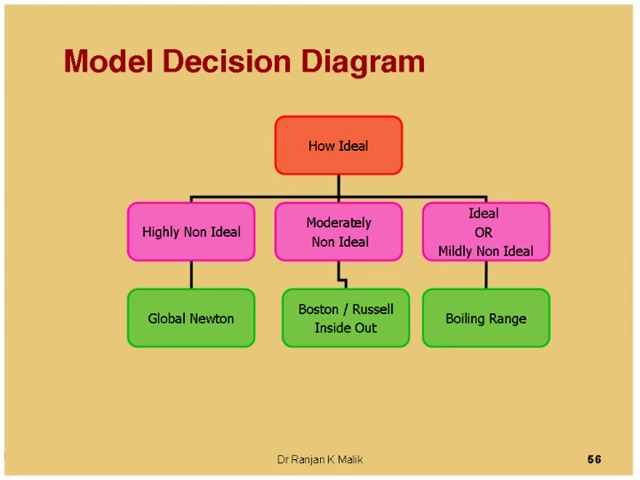 Model Decision Diagram
How Ideal
Highly Non Ideal
Moderately
Non Ideal
Ideal
OR
Mildly Non Ideal
Global Newton
Boston / Russell
Inside Out
Boiling Range
Dr Ranjan K Malik
56